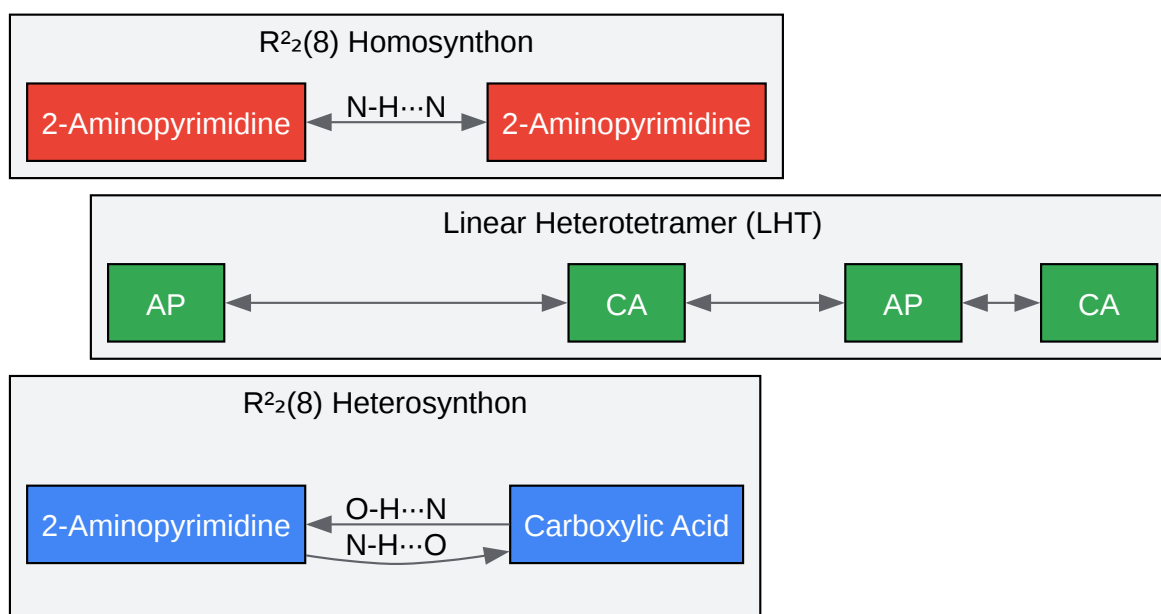 R²₂(8) Homosynthon
2-Aminopyrimidine
N-H···N
2-Aminopyrimidine
Linear Heterotetramer (LHT)
AP
CA
AP
CA
R²₂(8) Heterosynthon
2-Aminopyrimidine
O-H···N
N-H···O
Carboxylic Acid